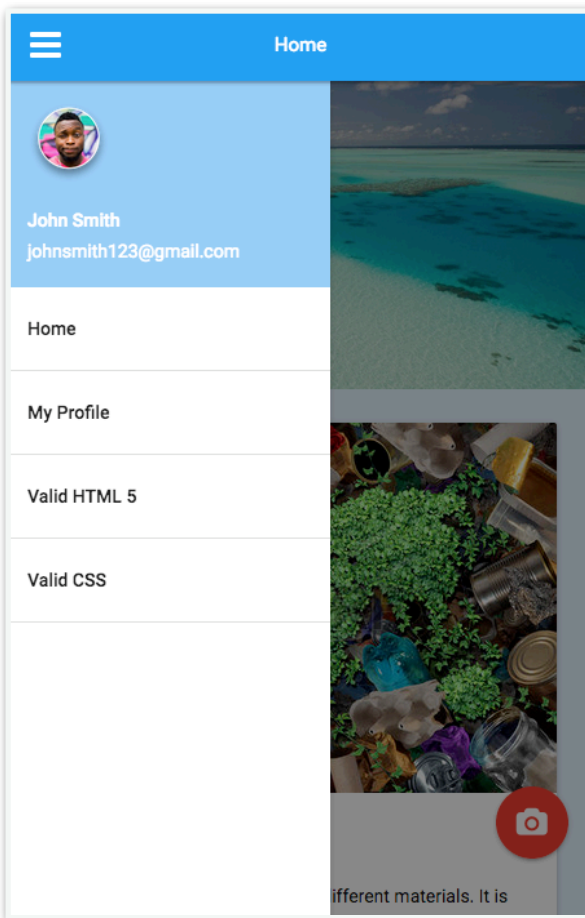 Home
John Smith
johnsmith123@gmail.com
Home
My Profile
Valid HTML 5
Valid CSS
ifferent materials. It is